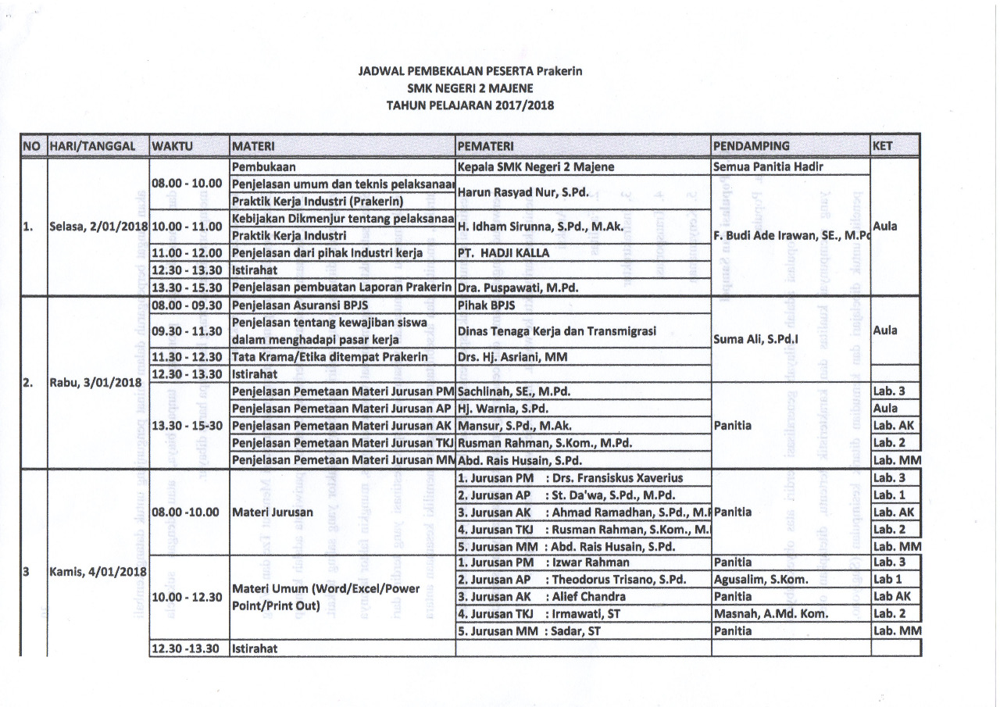 JADWAL PEMBEKALAN PESERTA Prakerin
SMK NEGERI 2 MAJENE
TAHUN PELAJARAN 2017/2018
NO HARI/TANGGAL WAKTU MATERI PEMATERI PENDAMPING KET
Pembukaan Kepala SMK Negeri 2 Majene Semua Panitia Hadir
08.00 - 10.00 Penjelasan umum dan teknis pelaksanaa Harun Rasyad Nur, S.Pd.
Praktik Kerja Industri (Prakerin)
1. Selasa, 2/01/2018 10.00 - 11.00 Kebijakan Dikmenjur tentang pelaksanaa H. Idham Sirunna, S.Pd., M.Ak. F. Budi Ade Irawan, SE., M.Pd Aula
Praktik Kerja Industri
11.00 - 12.00 Penjelasan dari pihak Industri kerja PT. HADJI KALLA
12.30 - 13.30 Istirahat
13.30 - 15.30 Penjelasan pembuatan Laporan Prakerin Dra. Puspawati, M.Pd.
08.00 - 09.30 Penjelasan Asuransi BPJS Pihak BPJS
09.30 - 11.30 Penjelasan tentang kewajiban siswa Dinas Tenaga Kerja dan Transmigrasi Suma Ali, S.Pd.I Aula
dalam menghadapi pasar kerja
11.30 - 12.30 Tata Krama/Etika ditempat Prakerin Drs. Hj. Asriani, MM
12.30 - 13.30 Istirahat
2. Rabu, 3/01/2018
Penjelasan Pemetaan Materi Jurusan PM Sachlinah, SE., M.Pd. Lab. 3
Penjelasan Pemetaan Materi Jurusan AP Hj. Warnia, S.Pd. Aula
13.30 - 15-30 Penjelasan Pemetaan Materi Jurusan AK Mansur, S.Pd., M.Ak. Panitia Lab. AK
Penjelasan Pemetaan Materi Jurusan TKJ Rusman Rahman, S.Kom., M.Pd. Lab. 2
Penjelasan Pemetaan Materi Jurusan MM Abd. Rais Husain, S.Pd. Lab. MM
1. Jurusan PM : Drs. Fransiskus Xaverius Lab. 3
2. Jurusan AP : St. Da'wa, S.Pd., M.Pd. Lab. 1
08.00 -10.00 Materi Jurusan 3. Jurusan AK : Ahmad Ramadhan, S.Pd., M.P Panitia Lab. AK
4. Jurusan TKJ : Rusman Rahman, S.Kom., M. Lab. 2
5. Jurusan MM : Abd. Rais Husain, S.Pd. Lab. MM
3 Kamis, 4/01/2018
1. Jurusan PM : Izwar Rahman Panitia Lab. 3
2. Jurusan AP : Theodorus Trisano, S.Pd. Agusalim, S.Kom. Lab 1
10.00 - 12.30 Materi Umum (Word/Excel/Power 3. Jurusan AK : Alief Chandra Panitia Lab AK
Point/Print Out) 4. Jurusan TKJ : Irmawati, ST Masnah, A.Md. Kom. Lab. 2
5. Jurusan MM : Sadar, ST Panitia Lab. MM
12.30 -13.30 Istirahat